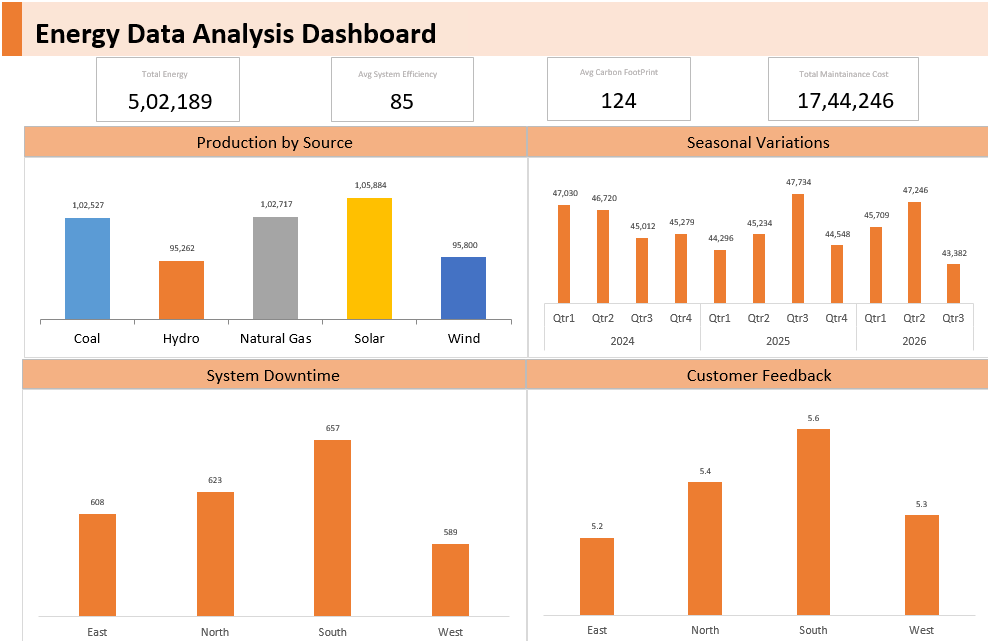 Energy Data Analysis Dashboard
Total Energy
5,02,189
Avg System Efficiency
85
Avg Carbon FootPrint
124
Total Maintainance Cost
17,44,246
Production by Source
1,02,527
95,262
1,02,717
1,05,884
95,800
Coal
Hydro
Natural Gas
Solar
Wind
Seasonal Variations
47,030
46,720
45,012
45,279
44,296
45,234
47,734
44,548
45,709
47,246
43,382
Qtr1 Qtr2 Qtr3 Qtr4 Qtr1 Qtr2 Qtr3 Qtr4 Qtr1 Qtr2 Qtr3
2024 2025 2026
System Downtime
608
623
657
589
East
North
South
West
Customer Feedback
5.2
5.4
5.6
5.3
East
North
South
West